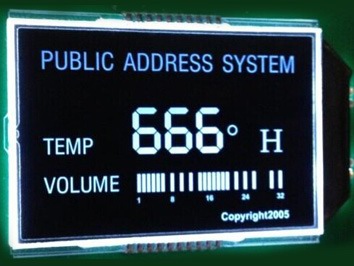 PUBLIC ADDRESS SYSTEM
TEMP 666° H
VOLUME
1 8 16 24 32
Copyright2005